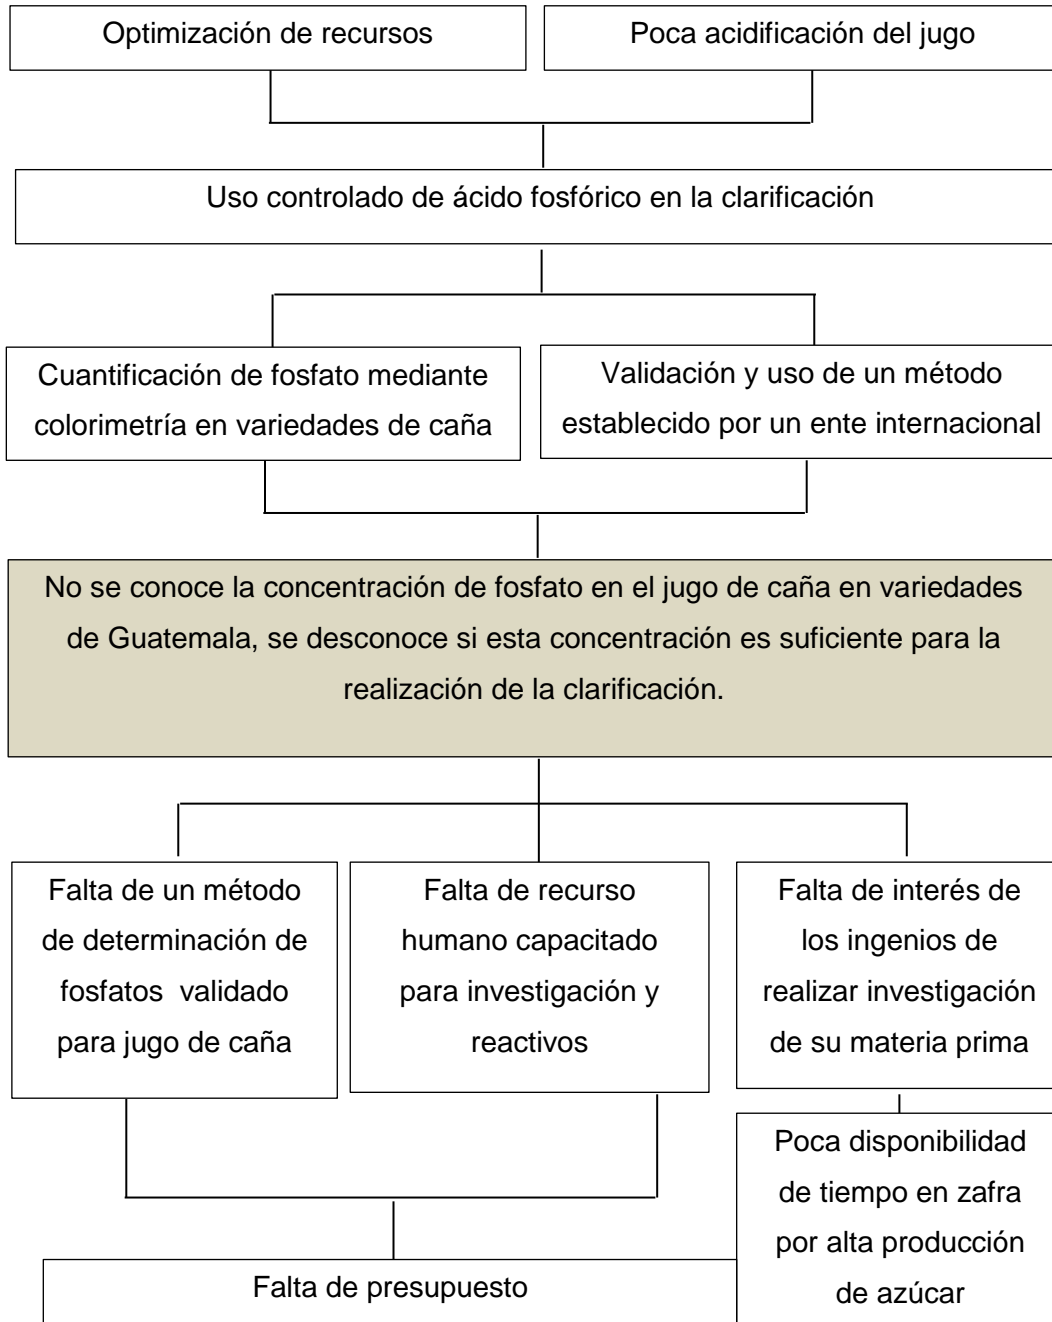 Optimización de recursos
Poca acidificación del jugo
Uso controlado de ácido fosfórico en la clarificación
Cuantificación de fosfato mediante
colorimetría en variedades de caña
Validación y uso de un método
establecido por un ente internacional
No se conoce la concentración de fosfato en el jugo de caña en variedades
de Guatemala, se desconoce si esta concentración es suficiente para la
realización de la clarificación.
Falta de un método
de determinación de
fosfatos validado
para jugo de caña
Falta de recurso
humano capacitado
para investigación y
reactivos
Falta de interés de
los ingenios de
realizar investigación
de su materia prima
Poca disponibilidad
de tiempo en zafra
por alta producción
de azúcar
Falta de presupuesto